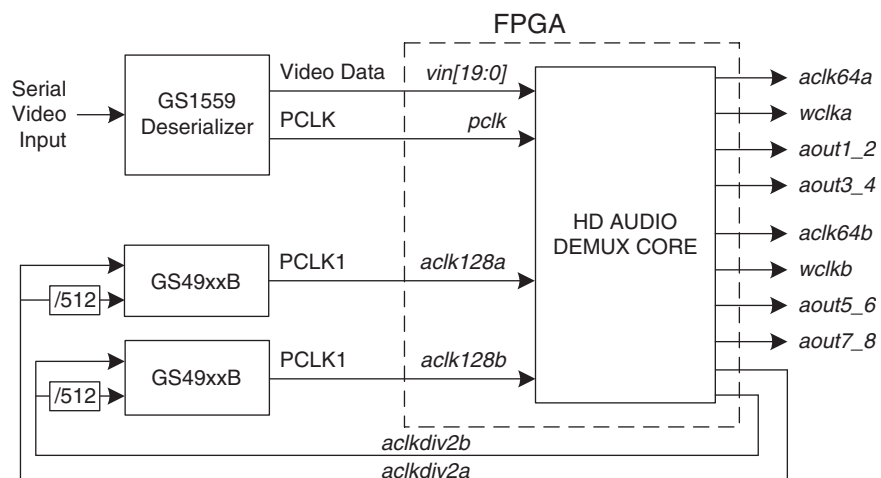 FPGA
Serial
Video
Input
GS1559
Deserializer
Video Data
vin[19:0]
PCLK
pclk
HD AUDIO
DEMUX CORE
aclk64a
wclka
aout1_2
aout3_4
aclk64b
wclkb
aout5_6
aout7_8
/512
GS49xxB
PCLK1
aclk128a
/512
GS49xxB
PCLK1
aclk128b
aclkdiv2b
aclkdiv2a